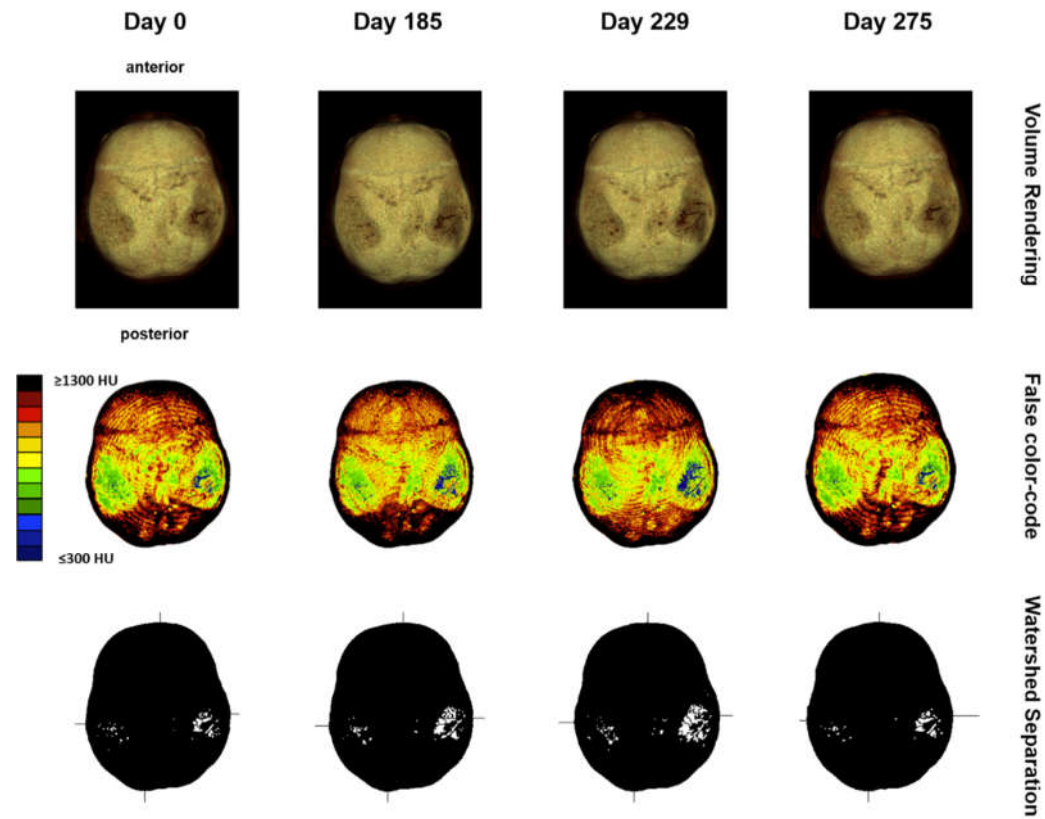 Day 0
Day 185
Day 229
Day 275
anterior
Volume Rendering
posterior
≥1300 HU
False color-code
≤300 HU
Watershed Separation